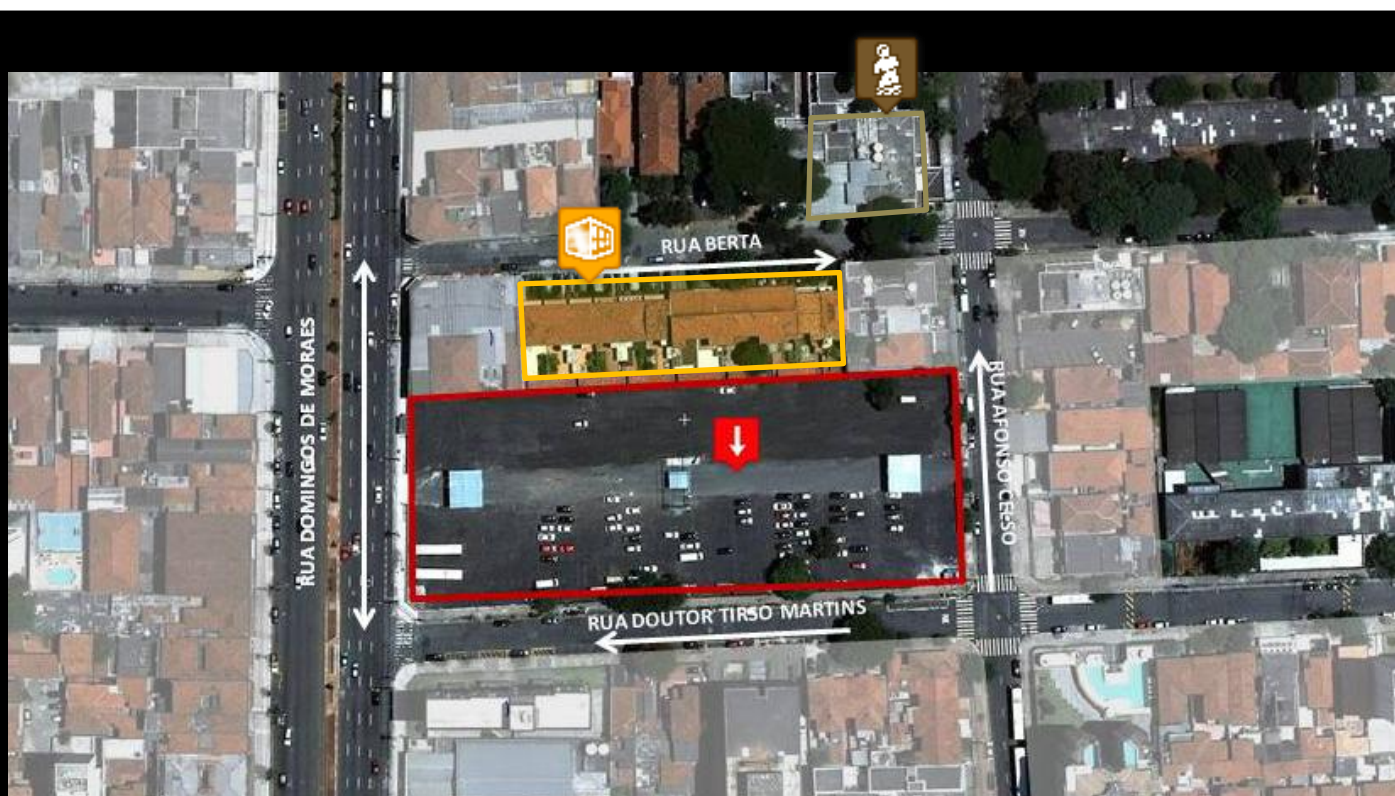 RUA BERTA
RUA DOMINGOS DE MORAES
RUA AFONSO CELSO
RUA DOUTOR TIRSO MARTINS